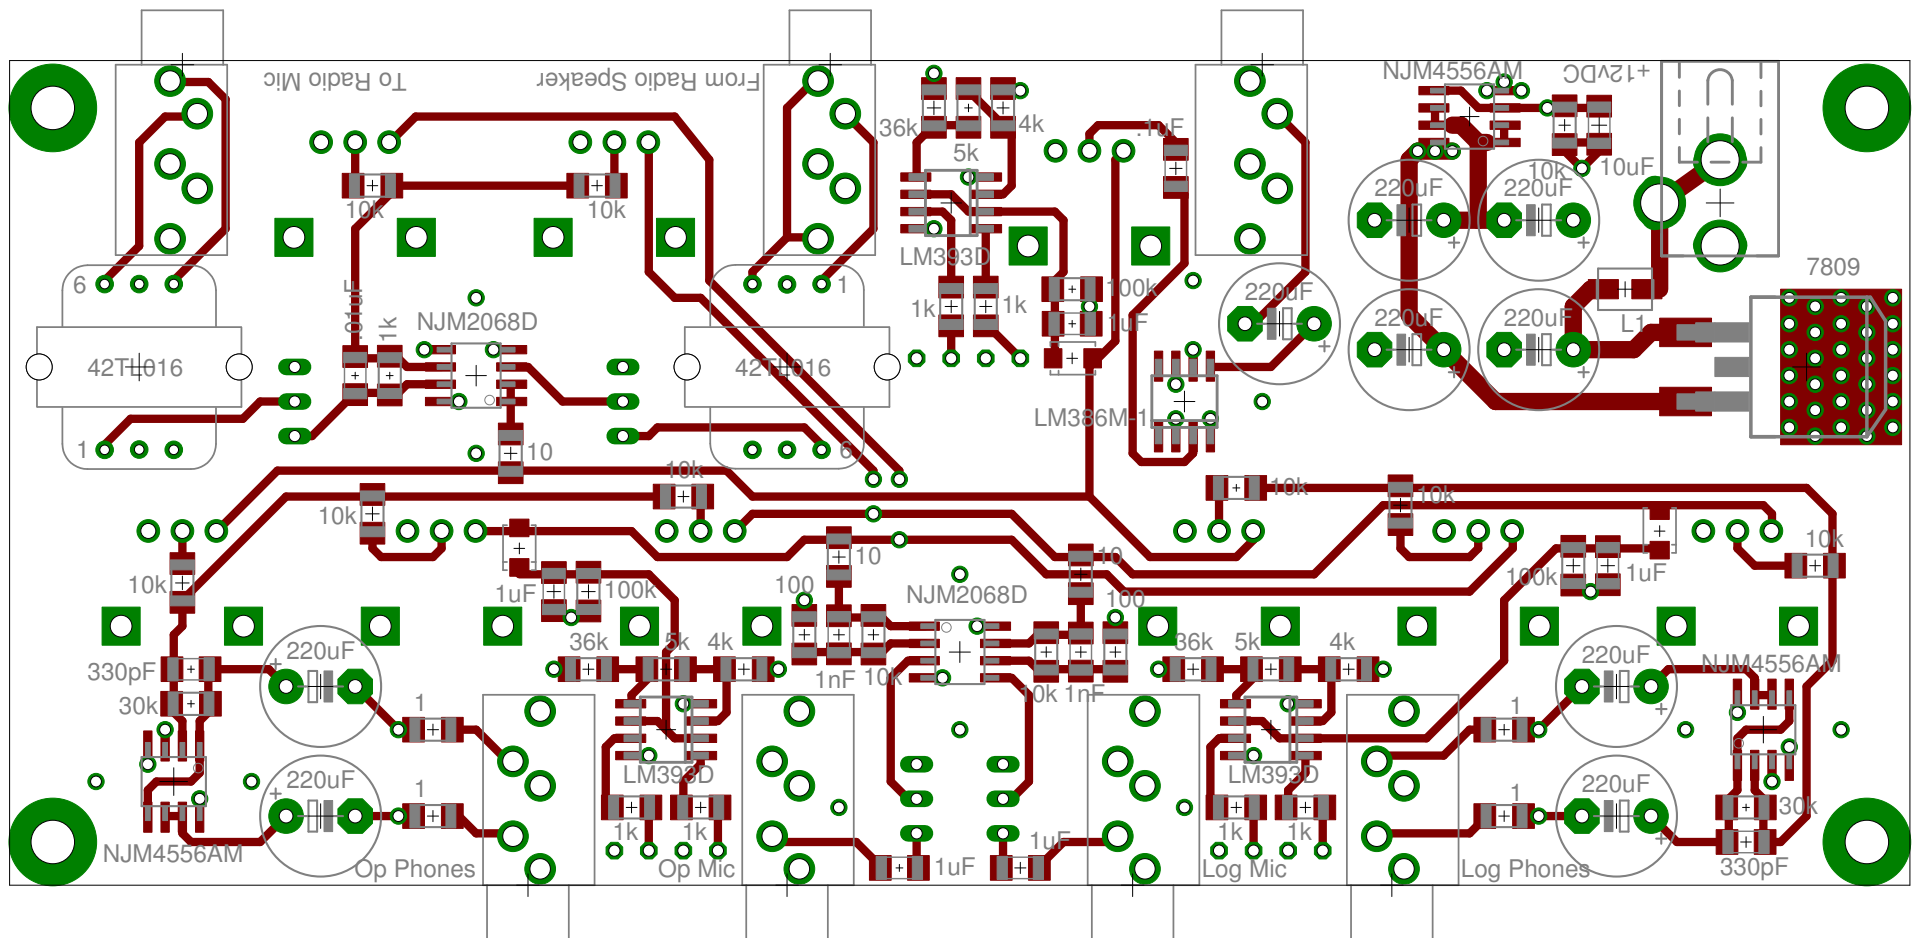 To Radio Mic
From Radio Speaker
NJM4556AM
+12vDC
36k
4k
.1uF
5k
10k
10uF
10k
10k
220uF
220uF
LM393D
7809
6
1
100k
220uF
.01uF
1k
NJM2068D
1k
1k
1uF
220uF
220uF
L1
42TL016
42TL016
LM386M-1
1
10
6
10k
10k
10k
10k
10
10
10k
10k
1uF
100k
100
NJM2068D
100
100k
1uF
36k
5k
4k
36k
5k
4k
330pF
220uF
1nF
10k
10k
1nF
220uF
NJM4556AM
30k
1
1
220uF
LM393D
LM393D
220uF
1
1
30k
1k
1k
1k
1k
NJM4556AM
Op Phones
Op Mic
1uF
1uF
Log Mic
Log Phones
330pF